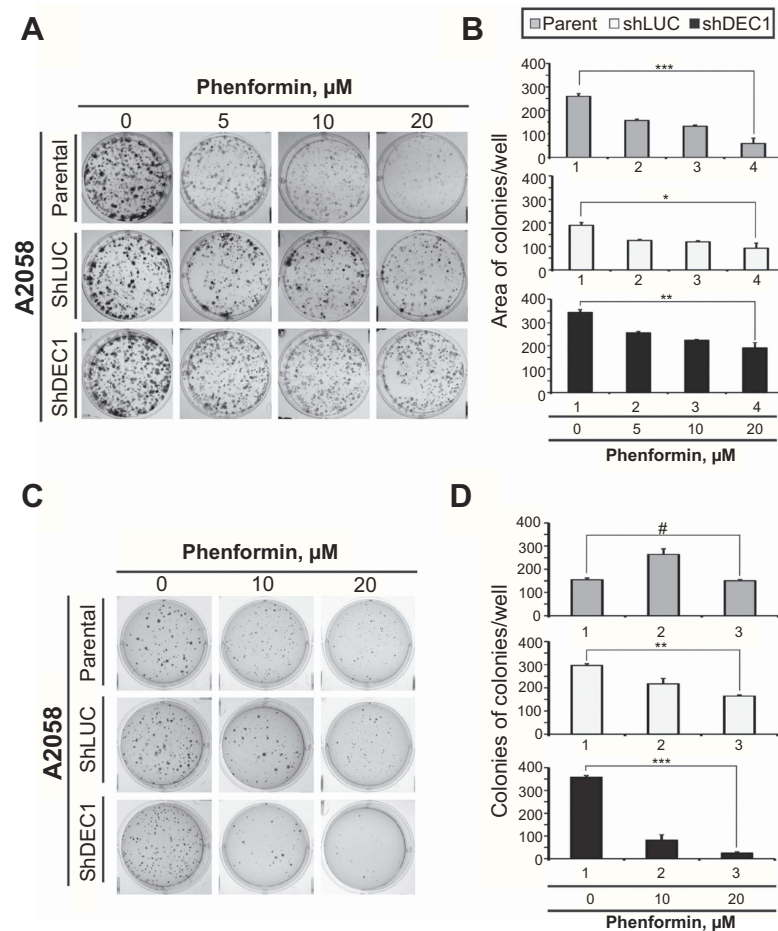 A
Phenformin, µM
0 5 10 20
A2058
Parental
ShLUC
ShDEC1
B
Parent shLUC shDEC1
Area of colonies/well
400
300
200
100
0
***
1 2 3 4
400
300
200
100
0
*
1 2 3 4
400
300
200
100
0
**
1 2 3 4
0 5 10 20
Phenformin, µM
C
Phenformin, µM
0 10 20
A2058
Parental
ShLUC
ShDEC1
D
Colonies of colonies/well
400
300
200
100
0
#
1 2 3
400
300
200
100
0
**
1 2 3
400
300
200
100
0
***
1 2 3
0 10 20
Phenformin, µM